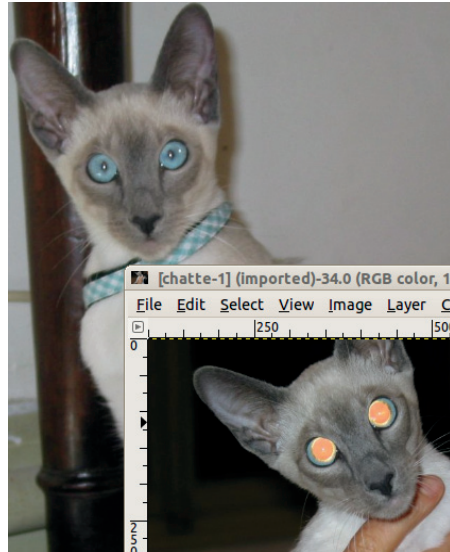 [chatte-1] (imported)-34.0 (RGB color, 1
File Edit Select View Image Layer C
250 500
0
250